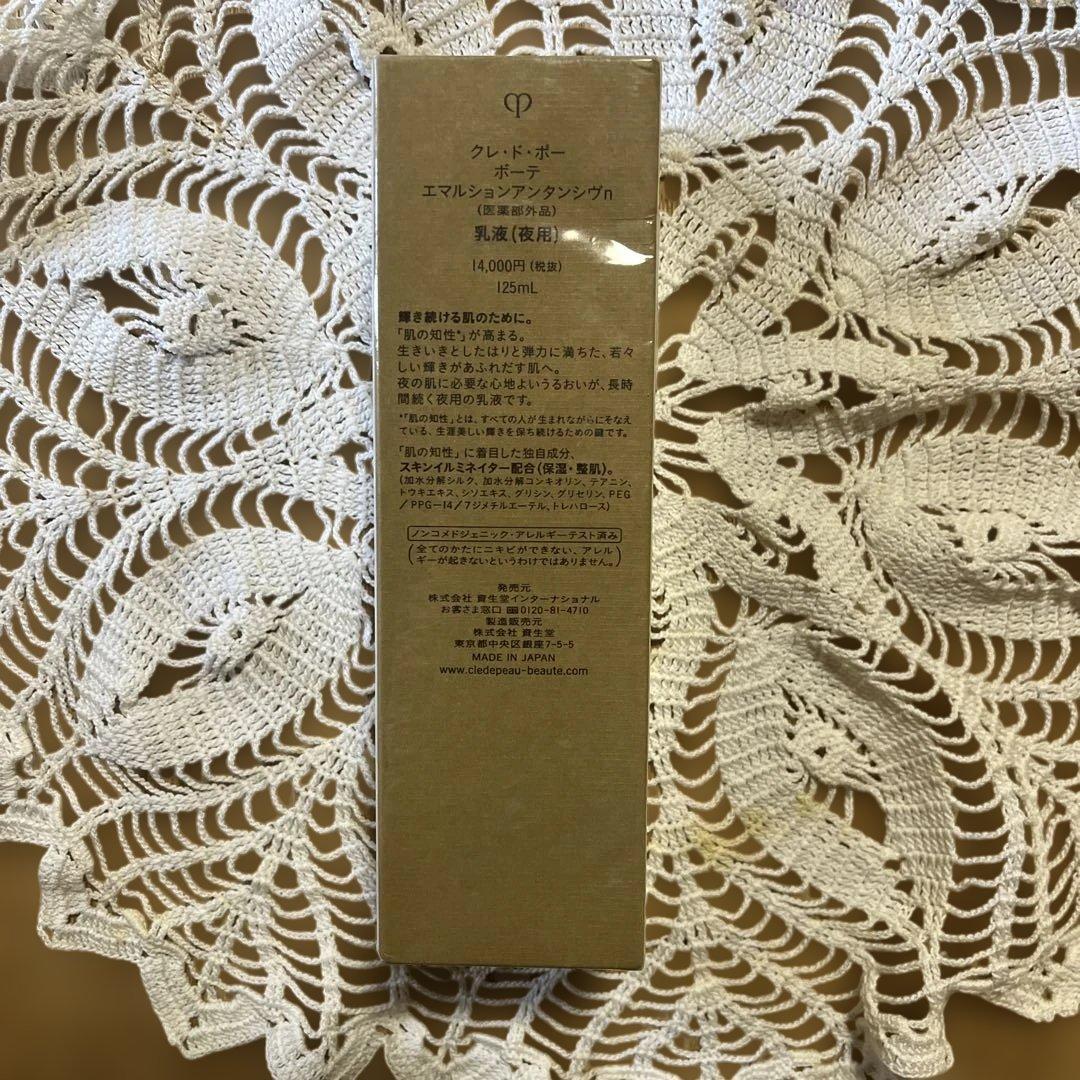 クレ・ド・ポー
ボーテ
エマルションアンタンシヴn
(医薬部外品)
乳液(夜用)
14,000円(税抜)
125mL
輝き続ける肌のために。
「肌の知性*」が高まる。
生きいきとしたはりと弾力に満ちた、若々
しい輝きがあふれだす肌へ。
夜の肌に必要な心地よいうるおいが、長時
間続く夜用の乳液です。
*「肌の知性」とは、すべての人が生まれながらにそなえ
ている、生涯美しい輝きを保ち続けるための鍵です。
「肌の知性」に着目した独自成分、
スキンイルミネイター配合(保湿・整肌)。
(加水分解シルク、加水分解コンキオリン、テアニン、
トウキエキス、シソエキス、グリシン、グリセリン、PEG
/PPG-14/7ジメチルエーテル、トレハロース)
ノンコメドジェニック・アレルギーテスト済み
(全てのかたにニキビができない、アレル
ギーが起きないというわけではありません。)
発売元
株式会社 資生堂インターナショナル
お客さま窓口 0120-81-4710
製造販売元
株式会社 資生堂
東京都中央区銀座7-5-5
MADE IN JAPAN
www.cledepeau-beaute.com